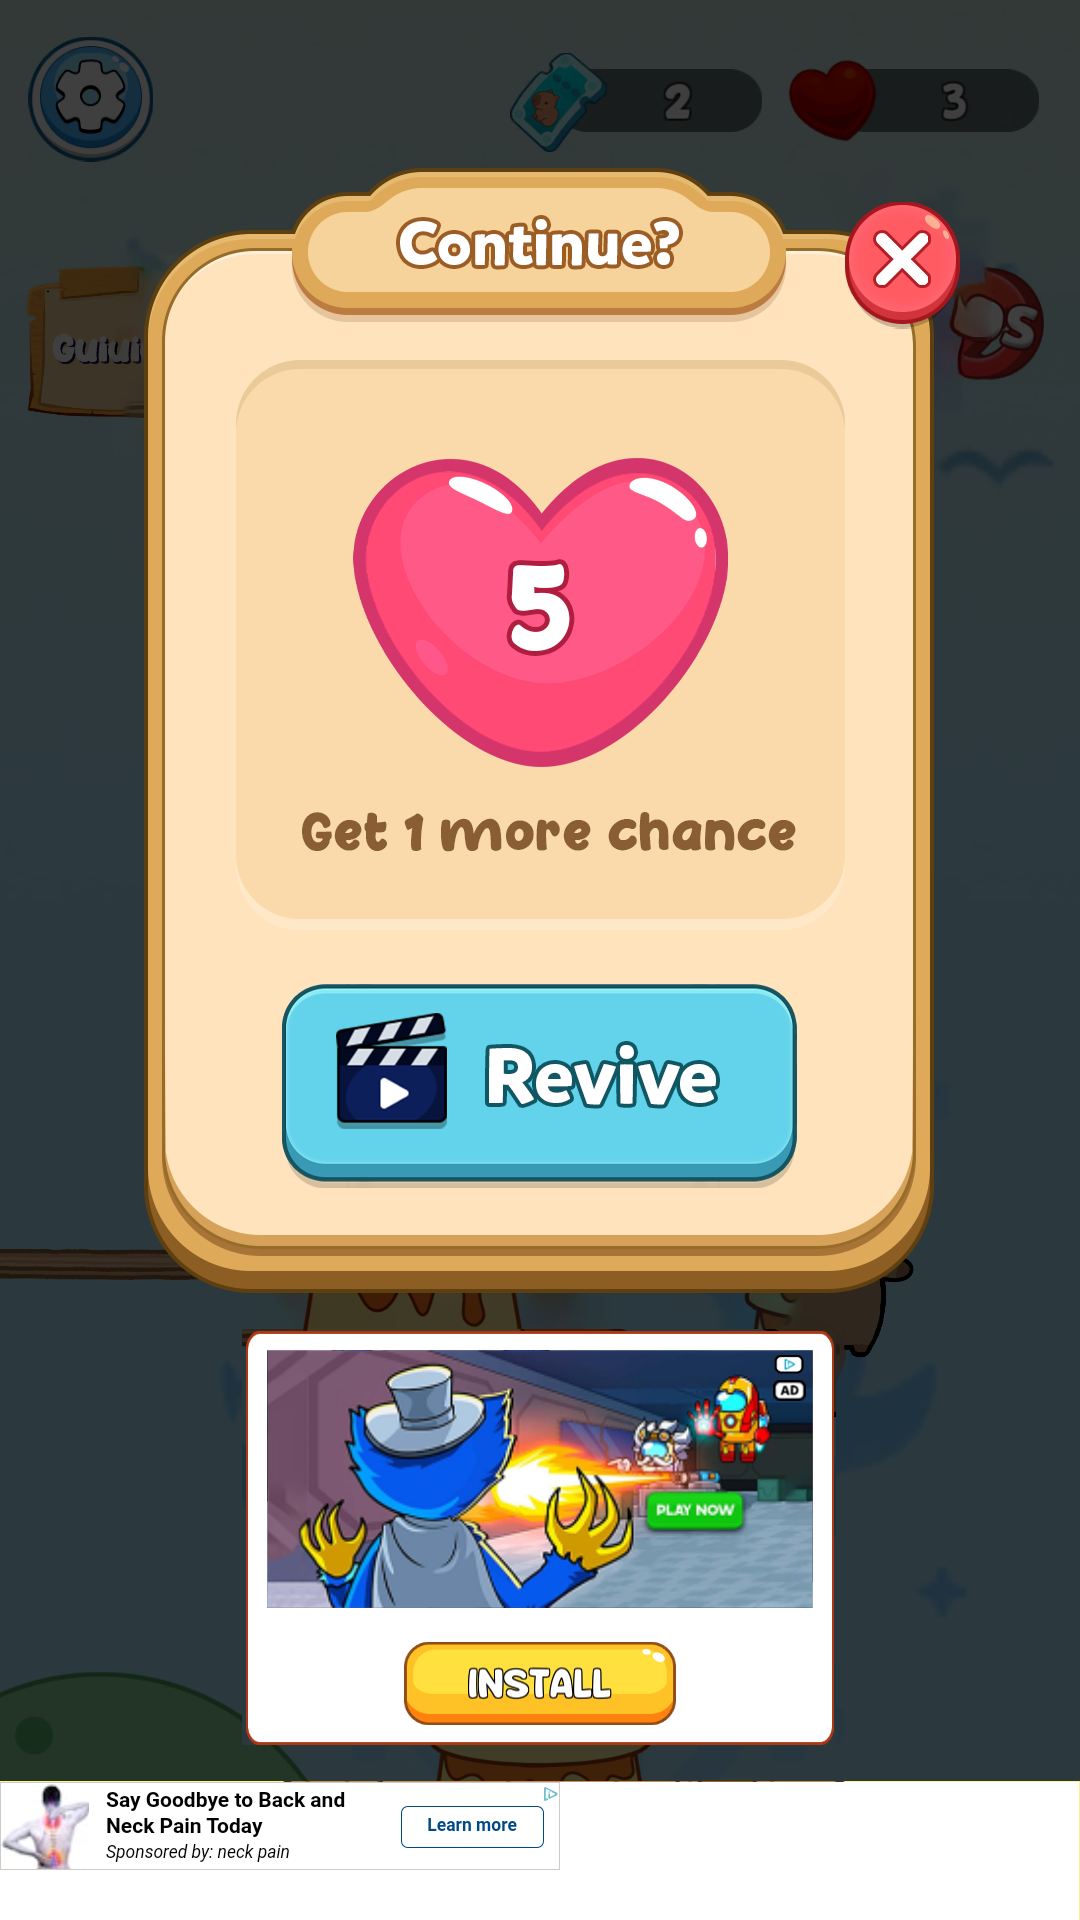 2
3
Continue?
5
Get 1 more chance
Revive
AD
PLAY NOW
INSTALL
Say Goodbye to Back and
Neck Pain Today
Sponsored by: neck pain
Learn more